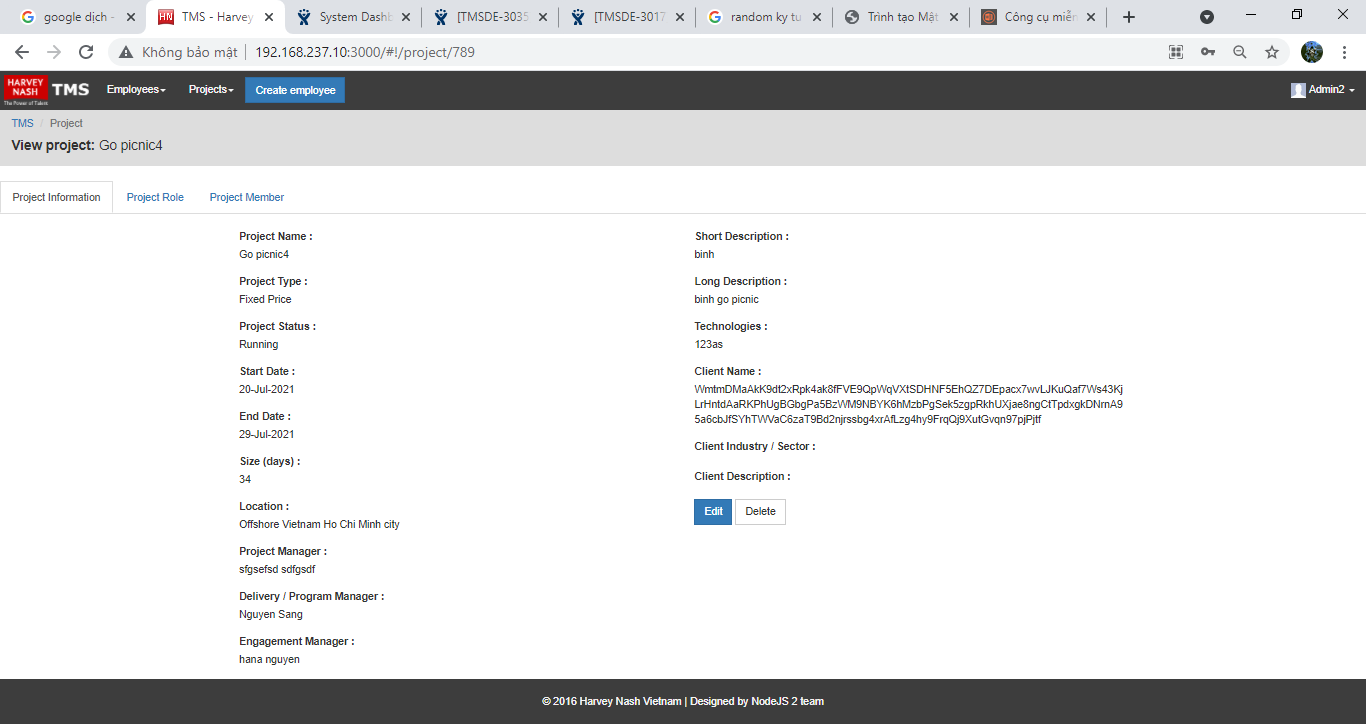 google dịch -
TMS - Harvey
System Dashb
[TMSDE-3035
[TMSDE-3017
random ky tu
Trình tạo Mật
Công cụ miễn
Không bảo mật
192.168.237.10:3000/#!/project/789
HARVEY
NASH
The Power of Talent
TMS
Employees
Projects
Create employee
Admin2
TMS / Project
View project: Go picnic4
Project Information
Project Role
Project Member
Project Name :
Go picnic4
Project Type :
Fixed Price
Project Status :
Running
Start Date :
20-Jul-2021
End Date :
29-Jul-2021
Size (days) :
34
Location :
Offshore Vietnam Ho Chi Minh city
Project Manager :
sfgsefsd sdfgsdf
Delivery / Program Manager :
Nguyen Sang
Engagement Manager :
hana nguyen
Short Description :
binh
Long Description :
binh go picnic
Technologies :
123as
Client Name :
WmtmDMaAkK9dt2xRpk4ak8fFVE9QpWqVXtSDHNF5EhQZ7DEpacx7wvLJKuQaf7Ws43Kj
LrHntdAaRKPhUgBGbgPa5BzWM9NBYK6hMzbPgSek5zgpRkhUXjae8ngCtTpdxgkDNrnA9
5a6cbJfSYhTWVaC6zaT9Bd2njrssbg4xrAfLzg4hy9FrqQj9XutGvqn97pjPjtf
Client Industry / Sector :
Client Description :
Edit
Delete
© 2016 Harvey Nash Vietnam | Designed by NodeJS 2 team